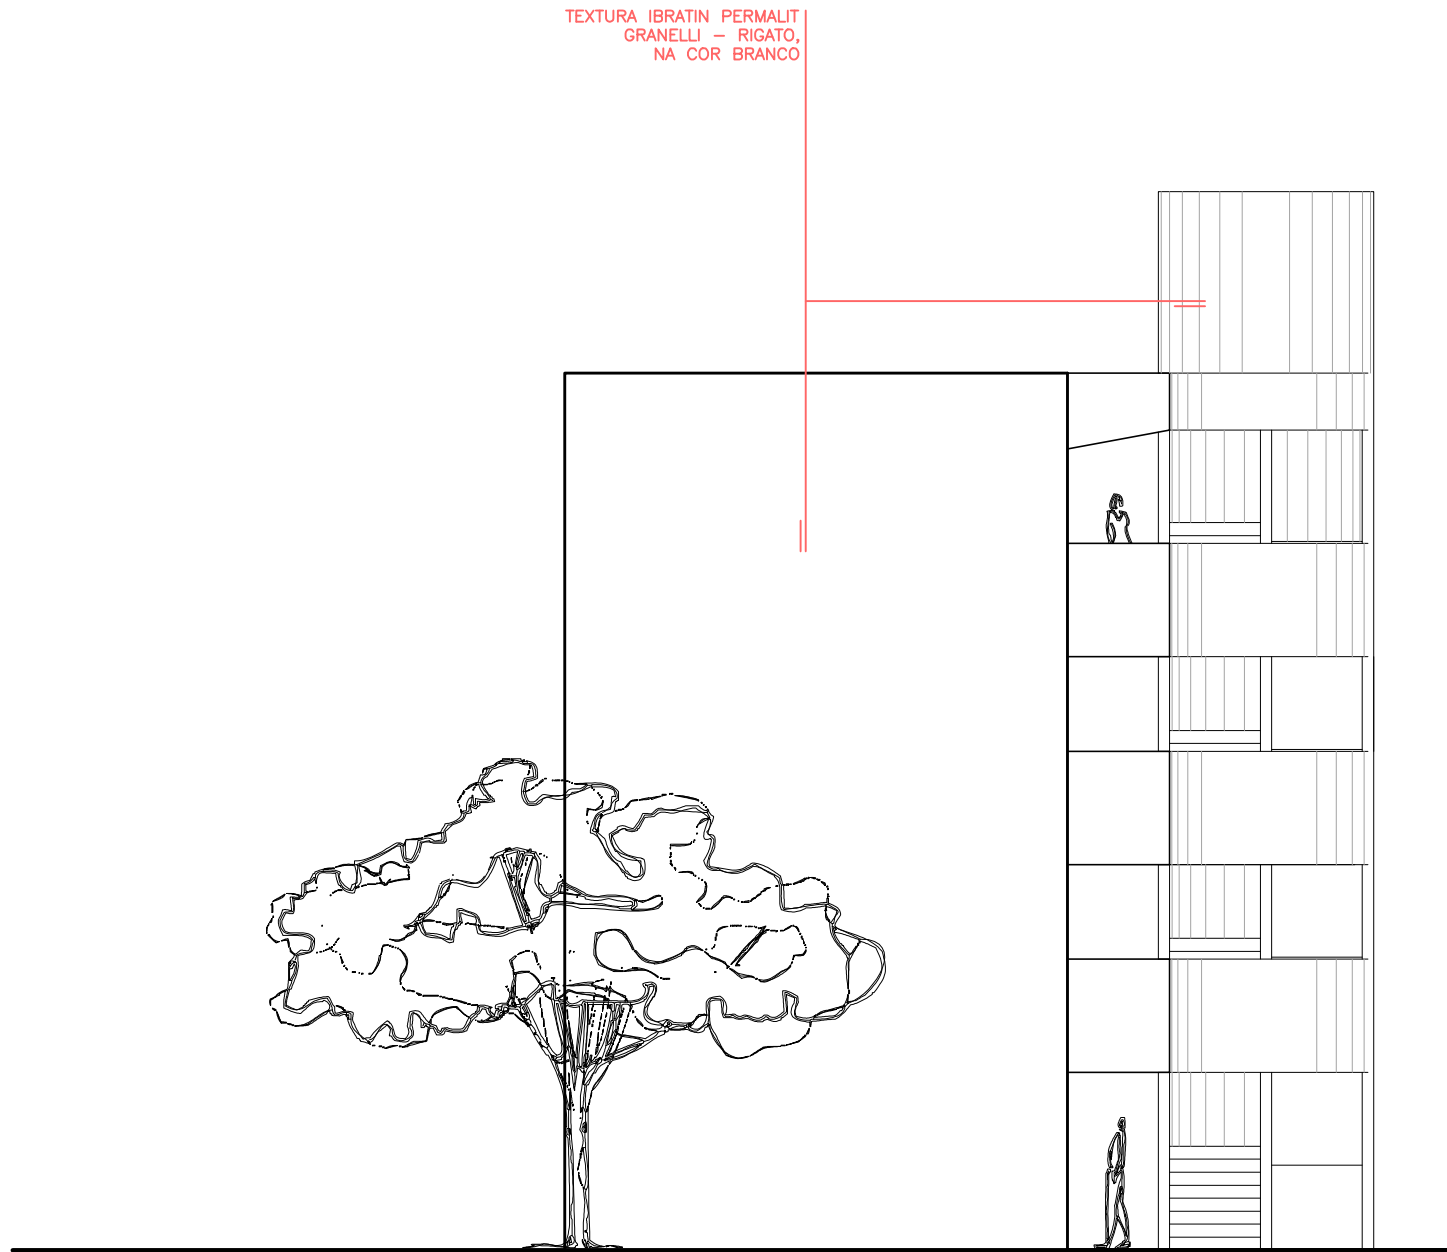 TEXTURA IBRATIN PERMALIT
GRANELLI – RIGATO,
NA COR BRANCO